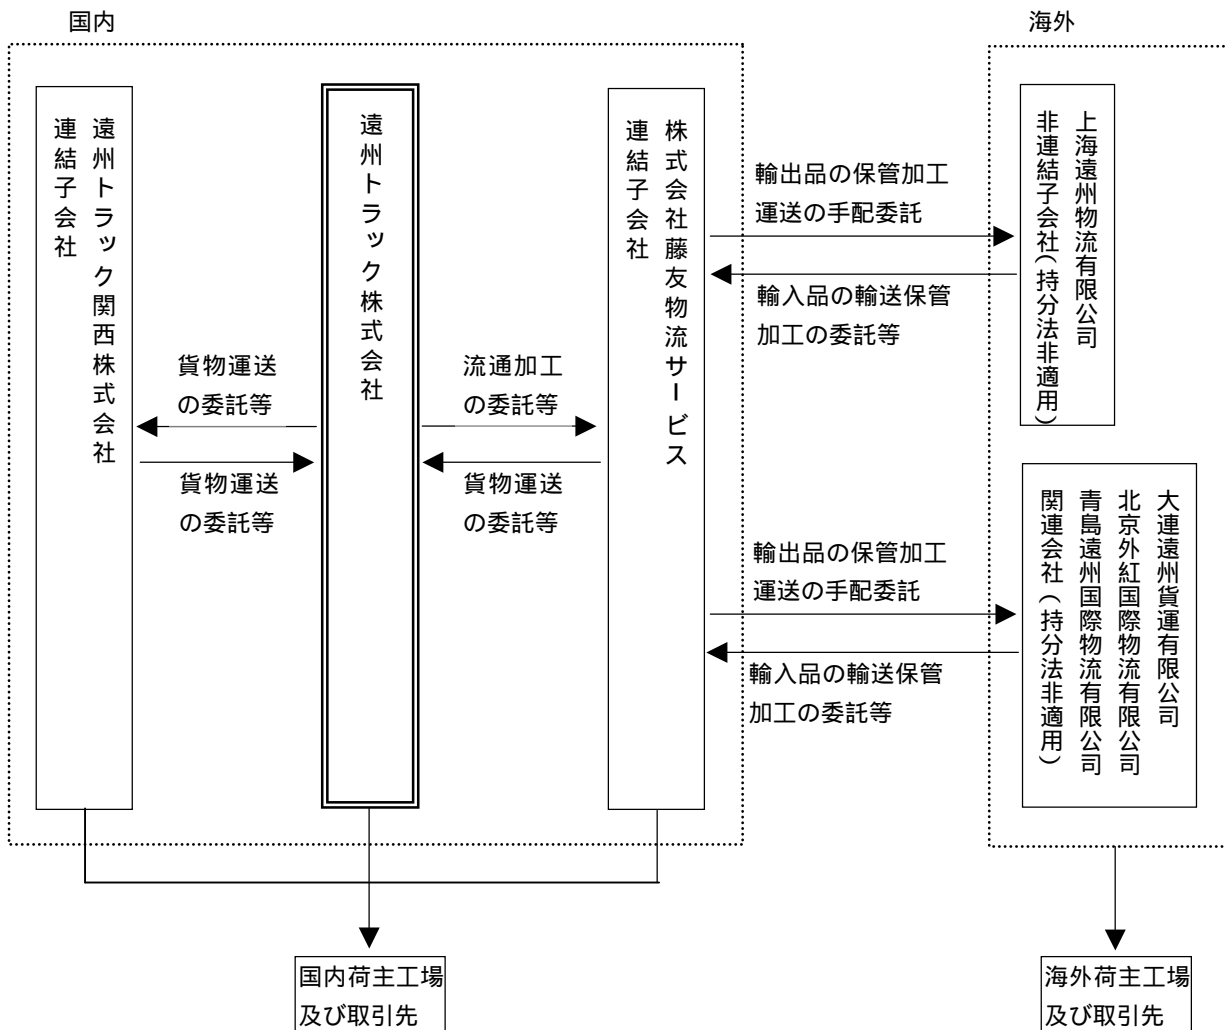 国内
海外
遠州トラック関西株式会社
連結子会社
遠州トラック株式会社
株式会社藤友物流サービス
連結子会社
貨物運送
の委託等
貨物運送
の委託等
流通加工
の委託等
貨物運送
の委託等
輸出品の保管加工
運送の手配委託
輸入品の輸送保管
加工の委託等
輸出品の保管加工
運送の手配委託
輸入品の輸送保管
加工の委託等
上海遠州物流有限公司
非連結子会社(持分法非適用)
大連遠州貨運有限公司
北京外紅国際物流有限公司
青島遠州国際物流有限公司
関連会社(持分法非適用)
国内荷主工場
及び取引先
海外荷主工場
及び取引先